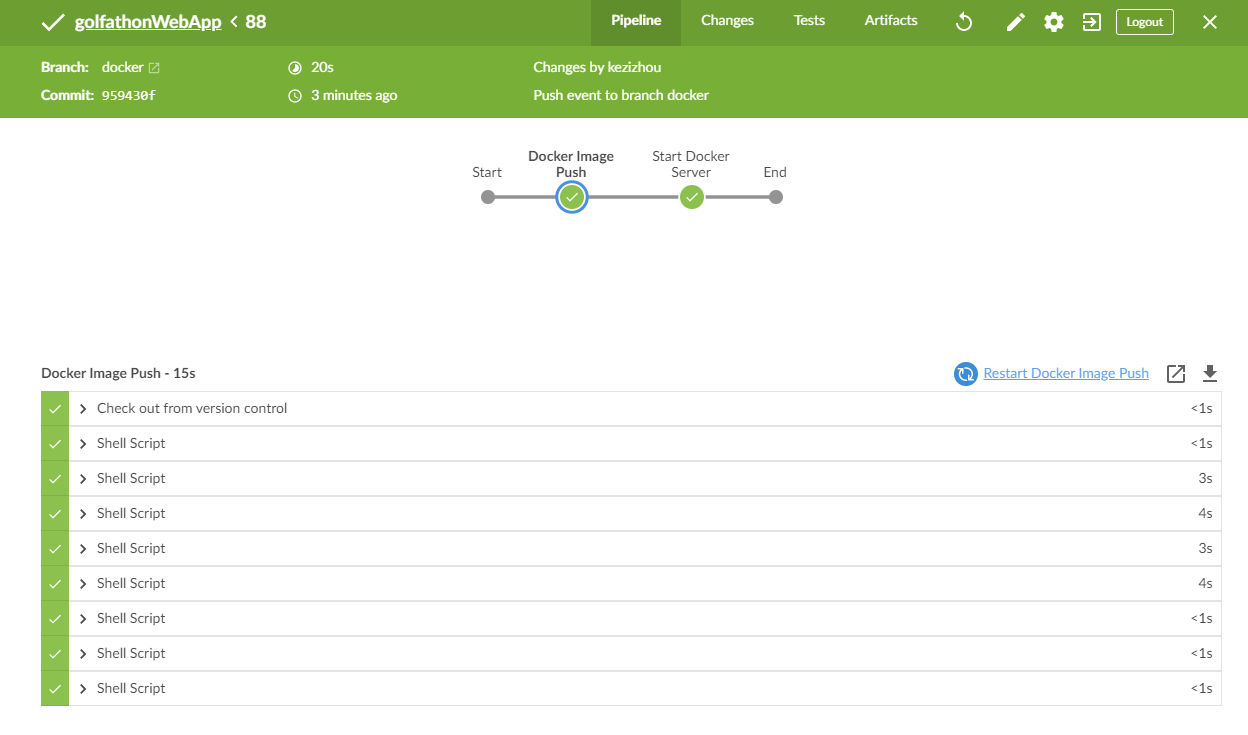 golfathonWebApp < 88
Pipeline
Changes
Tests
Artifacts
Logout
Branch: docker
20s
Changes by kezizhou
Commit: 959430f
3 minutes ago
Push event to branch docker
Start
Docker Image
Push
Start Docker
Server
End
Docker Image Push - 15s
Restart Docker Image Push
Check out from version control <1s
Shell Script <1s
Shell Script 3s
Shell Script 4s
Shell Script 3s
Shell Script 4s
Shell Script <1s
Shell Script <1s
Shell Script <1s